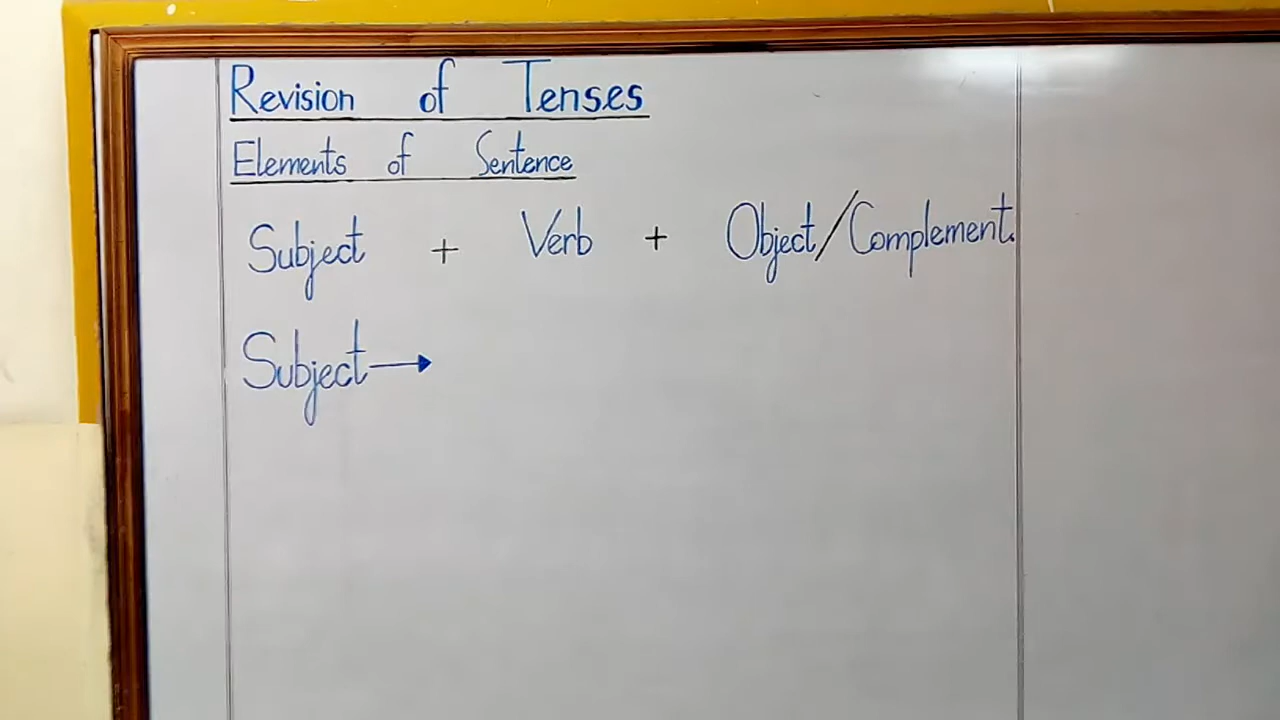 Revision of Tenses
Elements of Sentence
Subject + Verb + Object/Complement.
Subject→